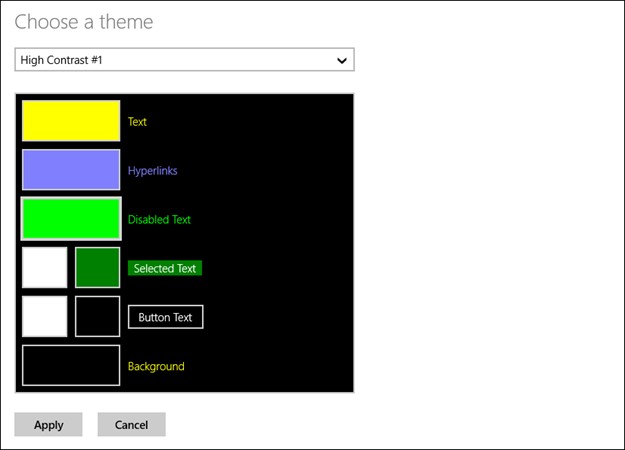 Choose a theme
High Contrast #1
Text
Hyperlinks
Disabled Text
Selected Text
Button Text
Background
Apply Cancel